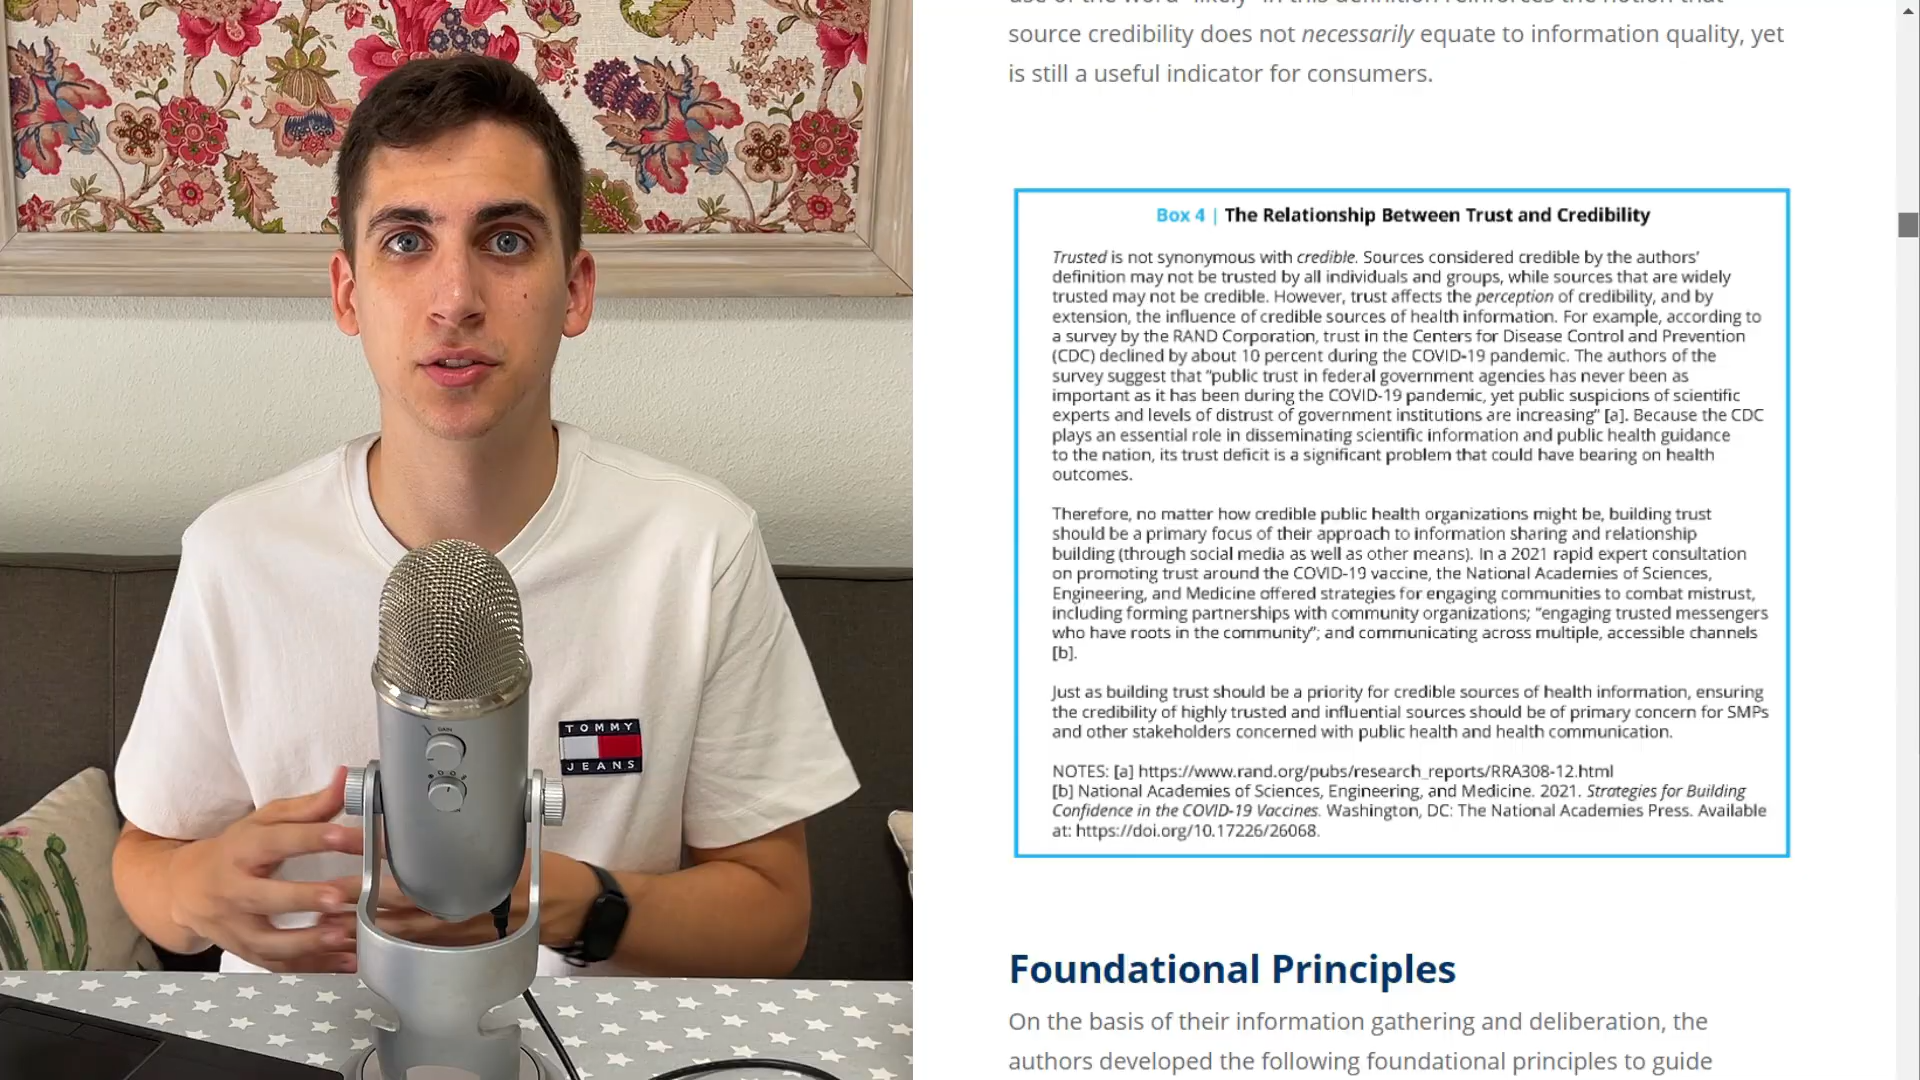 TOMMY
JEANS
GAIN
source credibility does not necessarily equate to information quality, yet
is still a useful indicator for consumers.
Box 4 | The Relationship Between Trust and Credibility
Trusted is not synonymous with credible. Sources considered credible by the authors'
definition may not be trusted by all individuals and groups, while sources that are widely
trusted may not be credible. However, trust affects the perception of credibility, and by
extension, the influence of credible sources of health information. For example, according to
a survey by the RAND Corporation, trust in the Centers for Disease Control and Prevention
(CDC) declined by about 10 percent during the COVID-19 pandemic. The authors of the
survey suggest that “public trust in federal government agencies has never been as
important as it has been during the COVID-19 pandemic, yet public suspicions of scientific
experts and levels of distrust of government institutions are increasing” [a]. Because the CDC
plays an essential role in disseminating scientific information and public health guidance
to the nation, its trust deficit is a significant problem that could have bearing on health
outcomes.
Therefore, no matter how credible public health organizations might be, building trust
should be a primary focus of their approach to information sharing and relationship
building (through social media as well as other means). In a 2021 rapid expert consultation
on promoting trust around the COVID-19 vaccine, the National Academies of Sciences,
Engineering, and Medicine offered strategies for engaging communities to combat mistrust,
including forming partnerships with community organizations; “engaging trusted messengers
who have roots in the community”; and communicating across multiple, accessible channels
[b].
Just as building trust should be a priority for credible sources of health information, ensuring
the credibility of highly trusted and influential sources should be of primary concern for SMPs
and other stakeholders concerned with public health and health communication.
NOTES: [a] https://www.rand.org/pubs/research_reports/RRA308-12.html
[b] National Academies of Sciences, Engineering, and Medicine. 2021. Strategies for Building
Confidence in the COVID-19 Vaccines. Washington, DC: The National Academies Press. Available
at: https://doi.org/10.17226/26068.
Foundational Principles
On the basis of their information gathering and deliberation, the
authors developed the following foundational principles to guide